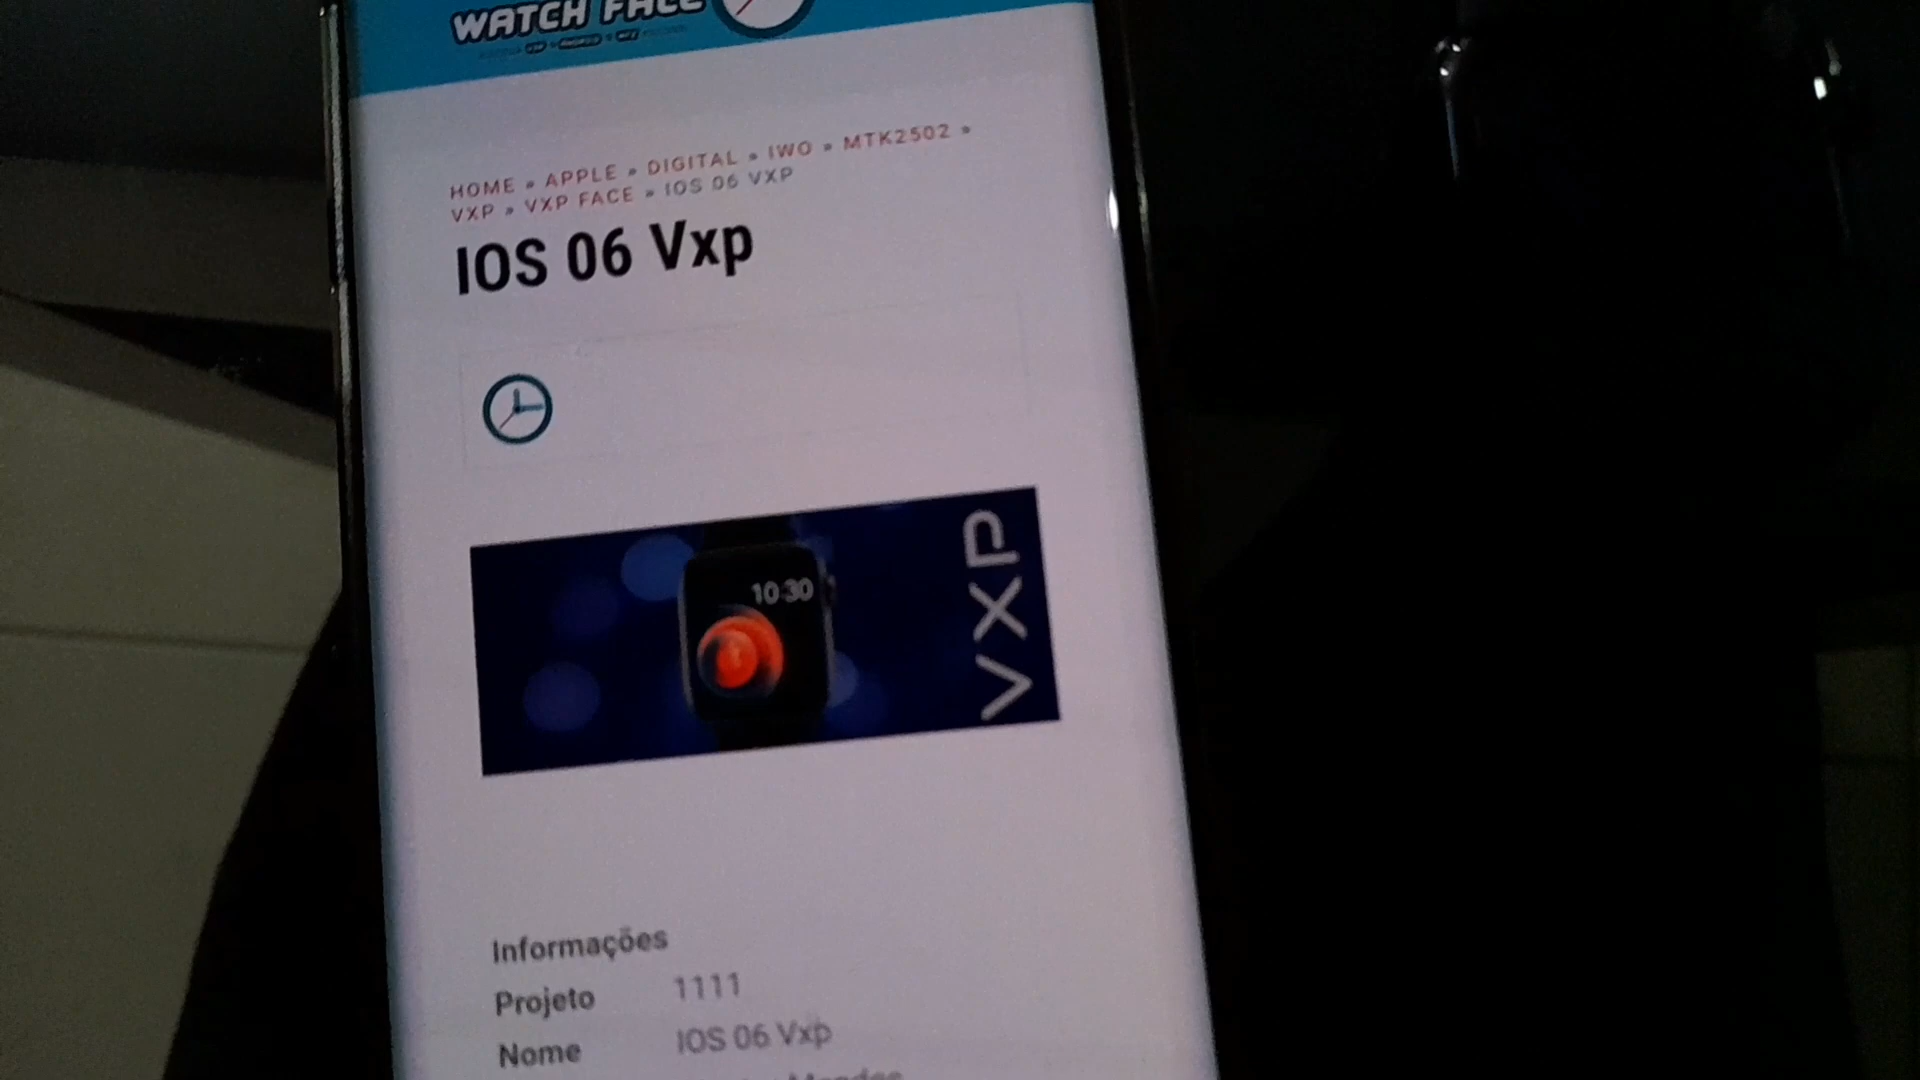 WATCH FACE
HOME » APPLE » DIGITAL » IWO » MTK2502 »
VXP » VXP FACE » IOS 06 VXP
IOS 06 Vxp
10:30
VXP
Informações
Projeto 1111
Nome IOS 06 Vxp